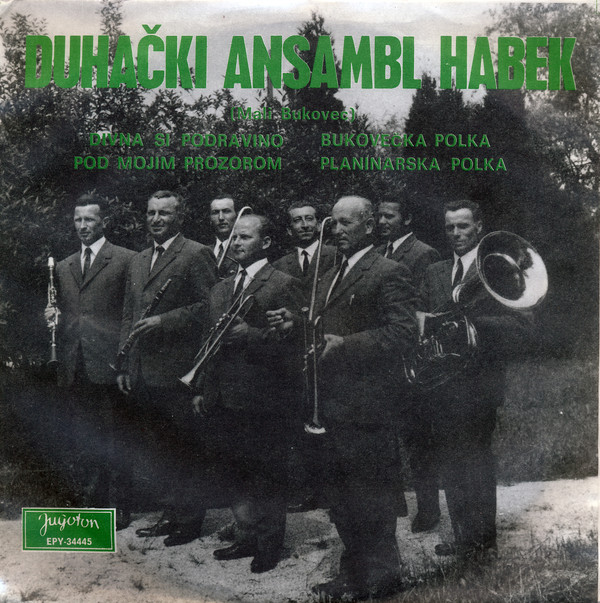 DUHAČKI ANSAMBL HABEK
(Mali Bukovec)
DIVNA SI PODRAVINO
POD MOJIM PROZOROM
BUKOVEČKA POLKA
PLANINARSKA POLKA
Jugoton
EPY-34445